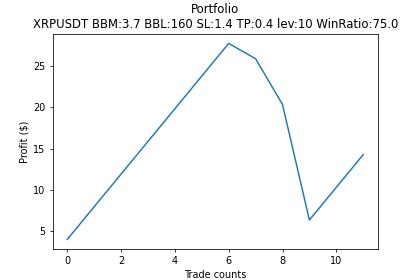 Portfolio
XRPUSDT BBM:3.7 BBL:160 SL:1.4 TP:0.4 lev:10 WinRatio:75.0
25
20
15
10
5
Profit ($)
0 2 4 6 8 10
Trade counts